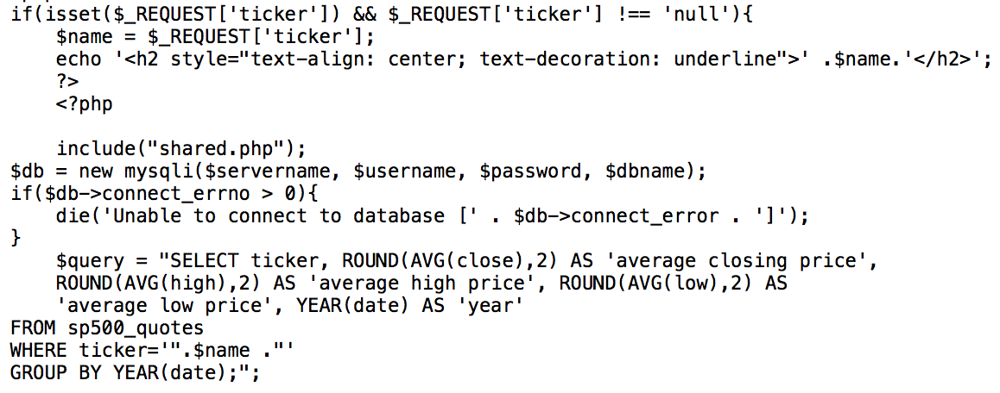 if(isset($_REQUEST['ticker']) && $_REQUEST['ticker'] !== 'null'){
    $name = $_REQUEST['ticker'];
    echo '<h2 style="text-align: center; text-decoration: underline">' .$name.'</h2>';
    ?>
    <?php

    include("shared.php");
$db = new mysqli($servername, $username, $password, $dbname);
if($db->connect_errno > 0){
    die('Unable to connect to database [' . $db->connect_error . ']');
}
    $query = "SELECT ticker, ROUND(AVG(close),2) AS 'average closing price',
    ROUND(AVG(high),2) AS 'average high price', ROUND(AVG(low),2) AS
    'average low price', YEAR(date) AS 'year'
FROM sp500_quotes
WHERE ticker='".$name ."'
GROUP BY YEAR(date);";